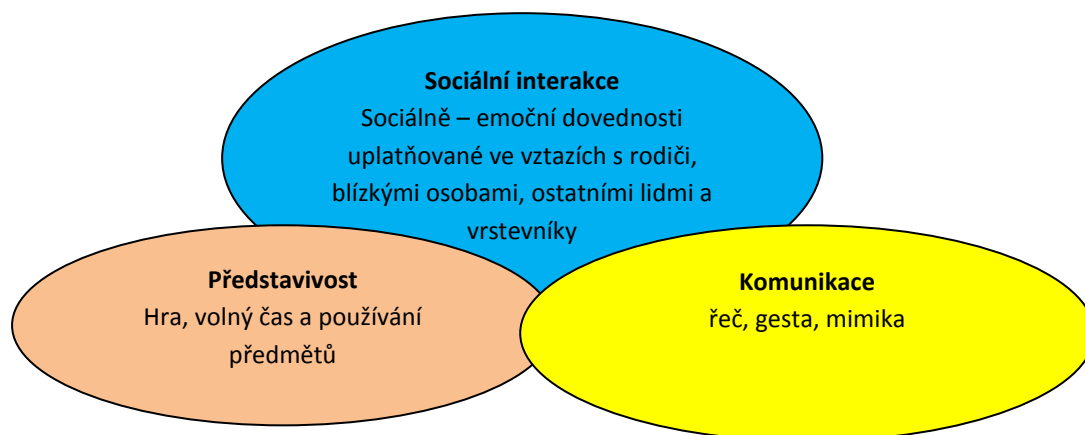 Sociální interakce
Sociálně – emoční dovednosti
uplatňované ve vztazích s rodiči,
blízkými osobami, ostatními lidmi a
vrstevníky
Představivost
Hra, volný čas a používání
předmětů
Komunikace
řeč, gesta, mimika